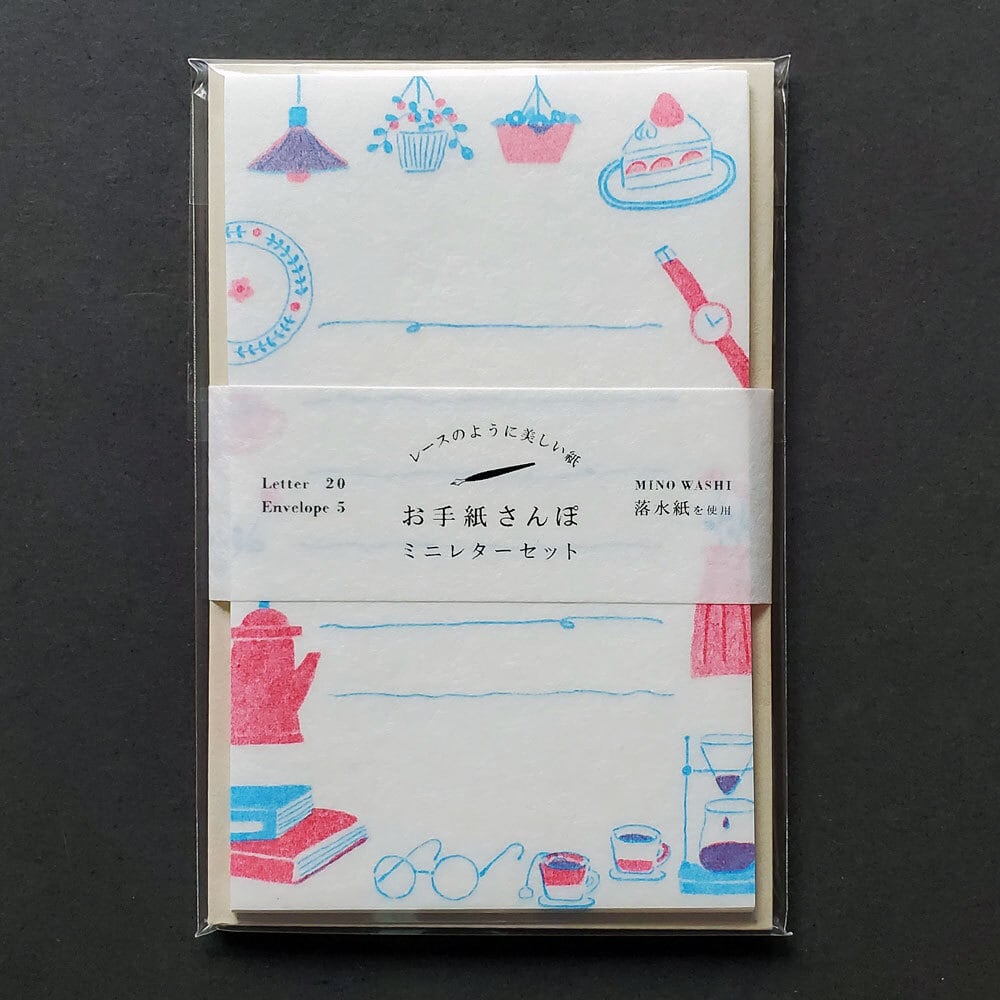 レースのように美しい紙
Letter 20
Envelope 5
お手紙さんぽ
ミニレターセット
MINO WASHI
落水紙を使用